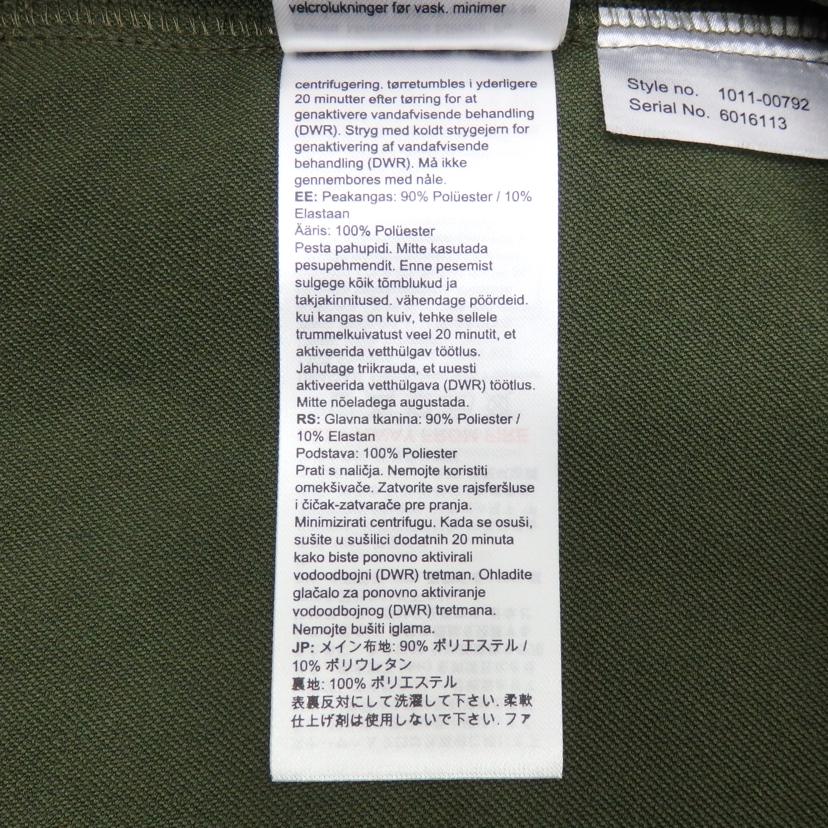 velcrolukninger før vask. minimer
centrifugering. tørretumbles i yderligere
20 minutter efter tørring for at
genaktivere vandafvisende behandling
(DWR). Stryg med koldt strygejern for
genaktivering af vandafvisende
behandling (DWR). Må ikke
gennembores med nåle.
EE: Peakangas: 90% Polüester / 10%
Elastaan
Ääris: 100% Polüester
Pesta pahupidi. Mitte kasutada
pesupehmendit. Enne pesemist
sulgege kõik tõmblukud ja
takjakinnitused. vähendage pöördeid.
kui kangas on kuiv, tehke sellele
trummelkuivatust veel 20 minutit, et
aktiveerida vetthülgav töötlus.
Jahutage triikrauda, et uuesti
aktiveerida vetthülgava (DWR) töötlus.
Mitte nõeladega augustada.
RS: Glavna tkanina: 90% Poliester /
10% Elastan
Podstava: 100% Poliester
Prati s naličja. Nemojte koristiti
omekšivače. Zatvorite sve rajsferšluse
i čičak-zatvarače pre pranja.
Minimizirati centrifugu. Kada se osuši,
sušite u sušilici dodatnih 20 minuta
kako biste ponovno aktivirali
vodoodbojni (DWR) tretman. Ohladite
glačalo za ponovno aktiviranje
vodoodbojnog (DWR) tretmana.
Nemojte bušiti iglama.
JP: メイン布地: 90% ポリエステル /
10% ポリウレタン
裏地: 100% ポリエステル
表裏反対にして洗濯して下さい. 柔軟
仕上げ剤は使用しないで下さい. ファ
Style no. 1011-00792
Serial No. 6016113